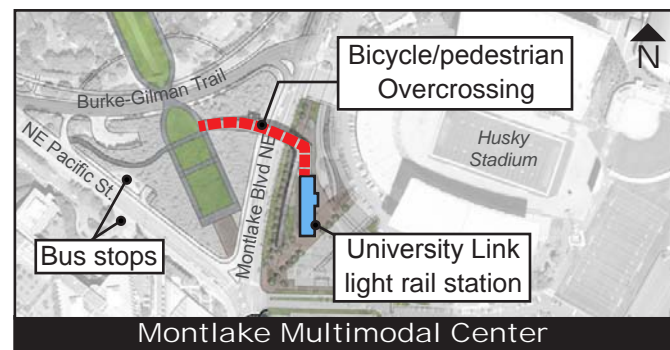 Bicycle/pedestrian
Overcrossing
N
Burke-Gilman Trail
NE Pacific St.
Montlake Blvd NE
Husky
Stadium
Bus stops
University Link
light rail station
Montlake Multimodal Center